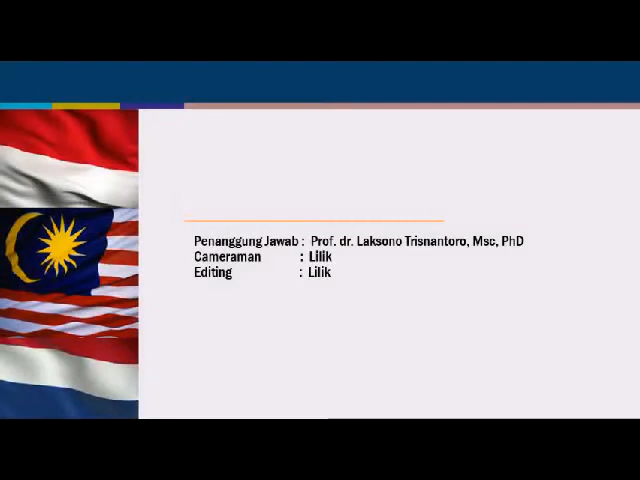 Penanggung Jawab : Prof. dr. Laksono Trisnantoro, Msc, PhD
Cameraman : Lilik
Editing : Lilik